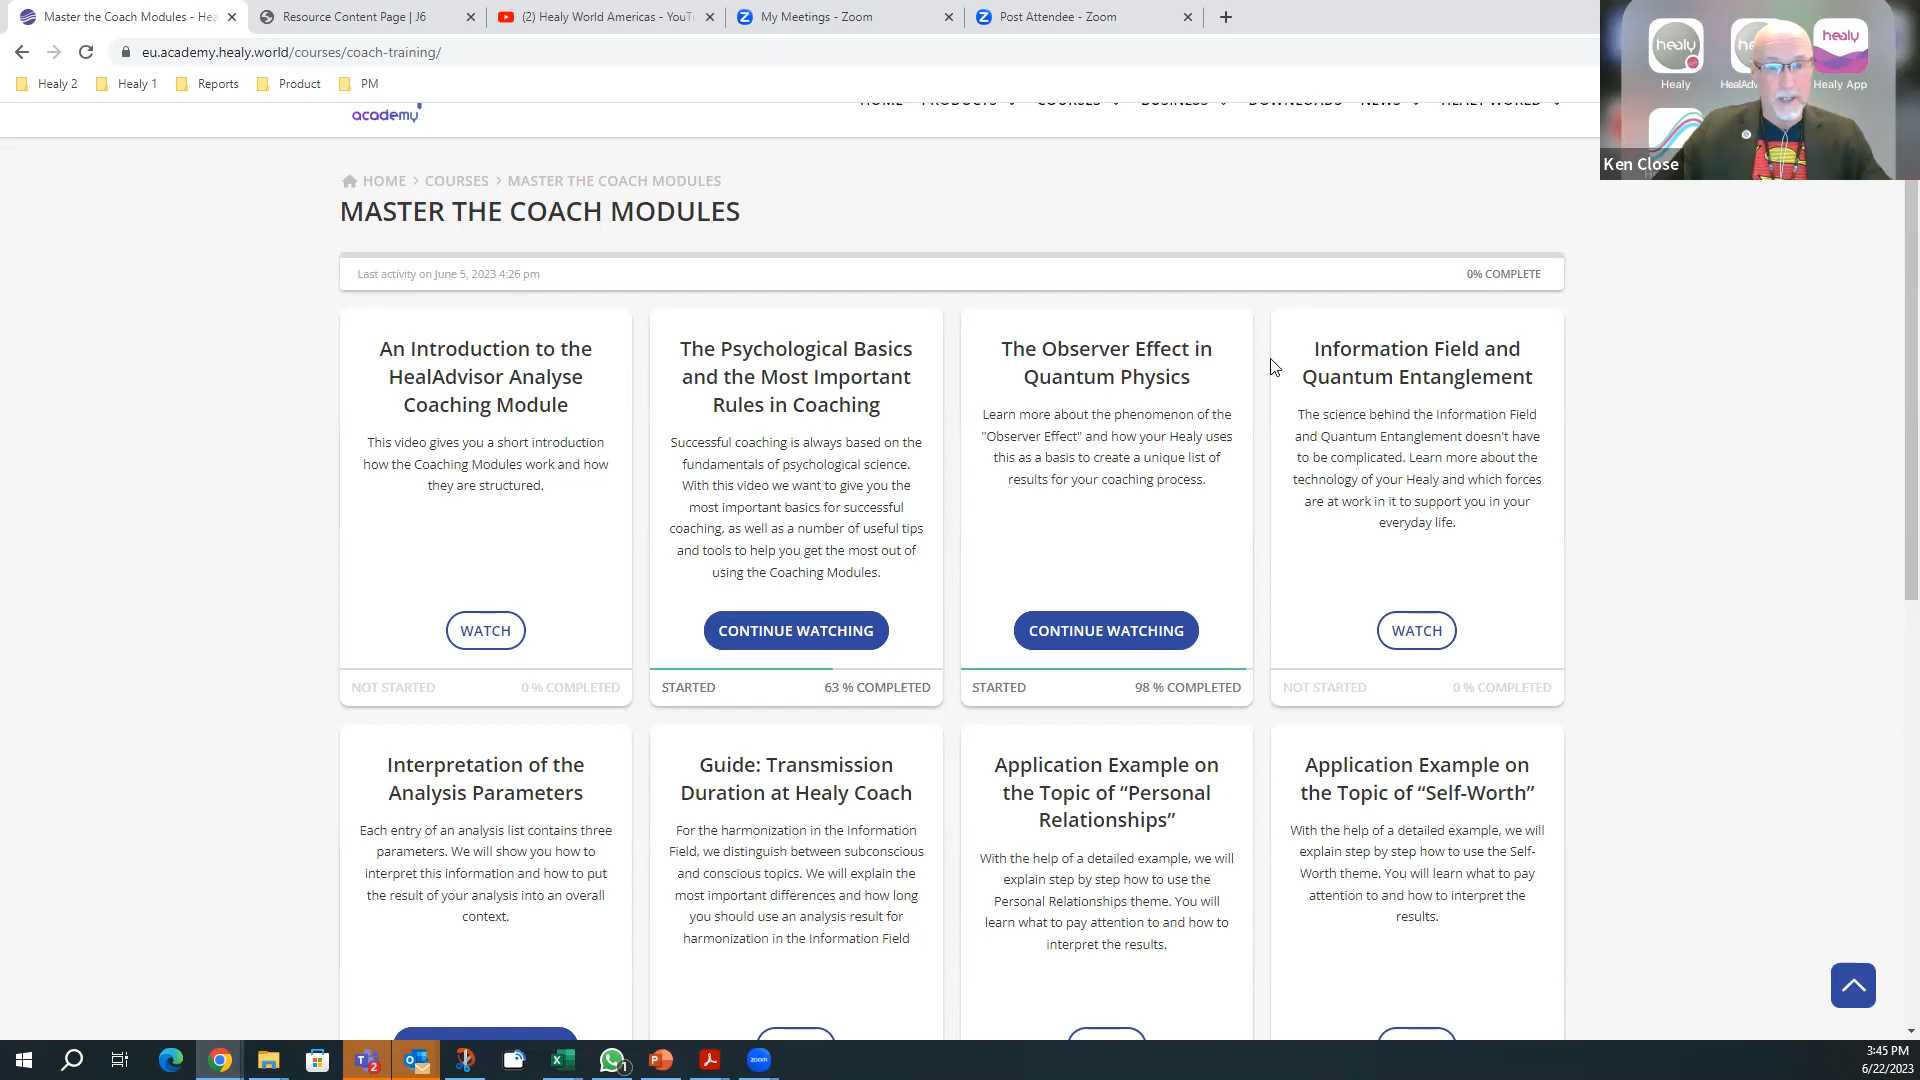 Master the Coach Modules - Hea
Resource Content Page | J6
(2) Healy World Americas - YouTu
My Meetings - Zoom
Post Attendee - Zoom
eu.academy.healy.world/courses/coach-training/
Healy 2
Healy 1
Reports
Product
PM
healy
healy
Healy
HealAdv
Healy App
Ken Close
academy
HOME PRODUCTS COURSES BUSINESS DOWNLOADS NEWS HEALY WORLD
HOME > COURSES > MASTER THE COACH MODULES
MASTER THE COACH MODULES
Last activity on June 5, 2023 4:26 pm
0% COMPLETE
An Introduction to the
HealAdvisor Analyse
Coaching Module
This video gives you a short introduction
how the Coaching Modules work and how
they are structured.
WATCH
NOT STARTED
0 % COMPLETED
The Psychological Basics
and the Most Important
Rules in Coaching
Successful coaching is always based on the
fundamentals of psychological science.
With this video we want to give you the
most important basics for successful
coaching, as well as a number of useful tips
and tools to help you get the most out of
using the Coaching Modules.
CONTINUE WATCHING
STARTED
63 % COMPLETED
The Observer Effect in
Quantum Physics
Learn more about the phenomenon of the
"Observer Effect" and how your Healy uses
this as a basis to create a unique list of
results for your coaching process.
CONTINUE WATCHING
STARTED
98 % COMPLETED
Information Field and
Quantum Entanglement
The science behind the Information Field
and Quantum Entanglement doesn't have
to be complicated. Learn more about the
technology of your Healy and which forces
are at work in it to support you in your
everyday life.
WATCH
NOT STARTED
0 % COMPLETED
Interpretation of the
Analysis Parameters
Each entry of an analysis list contains three
parameters. We will show you how to
interpret this information and how to put
the result of your analysis into an overall
context.
Guide: Transmission
Duration at Healy Coach
For the harmonization in the Information
Field, we distinguish between subconscious
and conscious topics. We will explain the
most important differences and how long
you should use an analysis result for
harmonization in the Information Field
Application Example on
the Topic of “Personal
Relationships”
With the help of a detailed example, we will
explain step by step how to use the
Personal Relationships theme. You will
learn what to pay attention to and how to
interpret the results.
Application Example on
the Topic of “Self-Worth”
With the help of a detailed example, we will
explain step by step how to use the Self-
Worth theme. You will learn what to pay
attention to and how to interpret the
results.
3:45 PM
6/22/2023